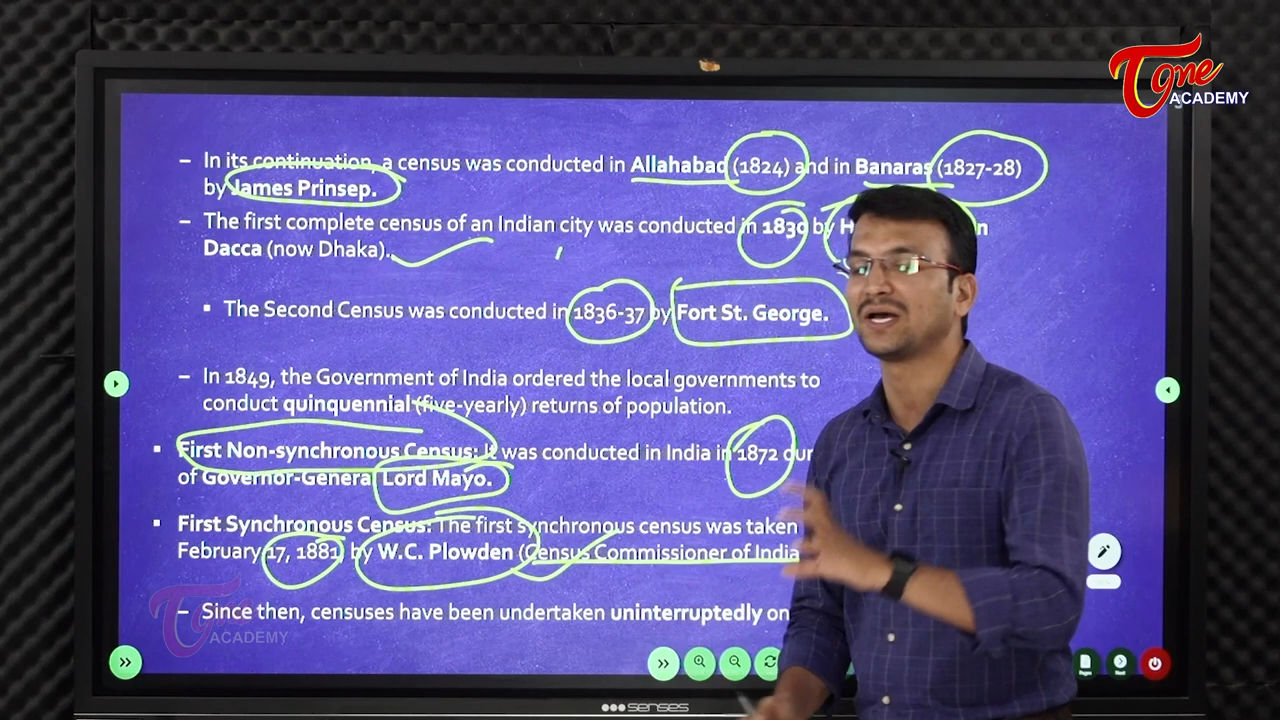 Tone ACADEMY
– In its continuation, a census was conducted in Allahabad (1824) and in Banaras (1827-28)
by James Prinsep.
– The first complete census of an Indian city was conducted in 1830 by H n
Dacca (now Dhaka).
▪ The Second Census was conducted in 1836-37 by Fort St. George.
– In 1849, the Government of India ordered the local governments to
conduct quinquennial (five-yearly) returns of population.
▪ First Non-synchronous Census: It was conducted in India in 1872 dur
of Governor-General Lord Mayo.
▪ First Synchronous Census: The first synchronous census was taken
February 17, 1881, by W.C. Plowden (Census Commissioner of India
– Since then, censuses have been undertaken uninterruptedly on
Tone ACADEMY
Pages Next
senses